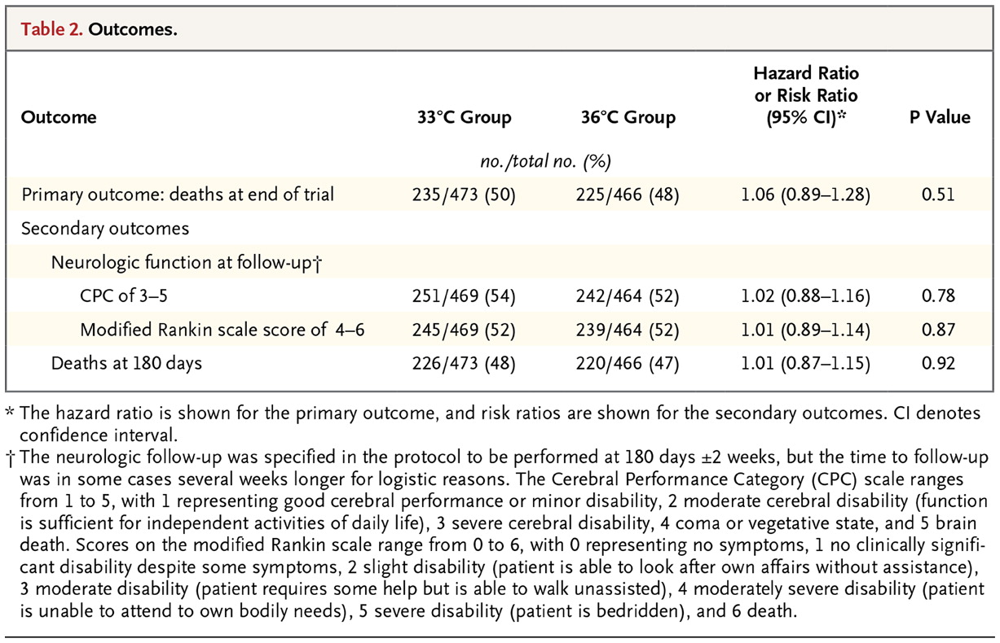 Table 2. Outcomes.
Outcome 33°C Group 36°C Group Hazard Ratio or Risk Ratio (95% CI)* P Value
no./total no. (%)
Primary outcome: deaths at end of trial 235/473 (50) 225/466 (48) 1.06 (0.89–1.28) 0.51
Secondary outcomes
Neurologic function at follow-up†
CPC of 3–5 251/469 (54) 242/464 (52) 1.02 (0.88–1.16) 0.78
Modified Rankin scale score of 4–6 245/469 (52) 239/464 (52) 1.01 (0.89–1.14) 0.87
Deaths at 180 days 226/473 (48) 220/466 (47) 1.01 (0.87–1.15) 0.92
* The hazard ratio is shown for the primary outcome, and risk ratios are shown for the secondary outcomes. CI denotes
confidence interval.
† The neurologic follow-up was specified in the protocol to be performed at 180 days ±2 weeks, but the time to follow-up
was in some cases several weeks longer for logistic reasons. The Cerebral Performance Category (CPC) scale ranges
from 1 to 5, with 1 representing good cerebral performance or minor disability, 2 moderate cerebral disability (function
is sufficient for independent activities of daily life), 3 severe cerebral disability, 4 coma or vegetative state, and 5 brain
death. Scores on the modified Rankin scale range from 0 to 6, with 0 representing no symptoms, 1 no clinically signifi-
cant disability despite some symptoms, 2 slight disability (patient is able to look after own affairs without assistance),
3 moderate disability (patient requires some help but is able to walk unassisted), 4 moderately severe disability (patient
is unable to attend to own bodily needs), 5 severe disability (patient is bedridden), and 6 death.